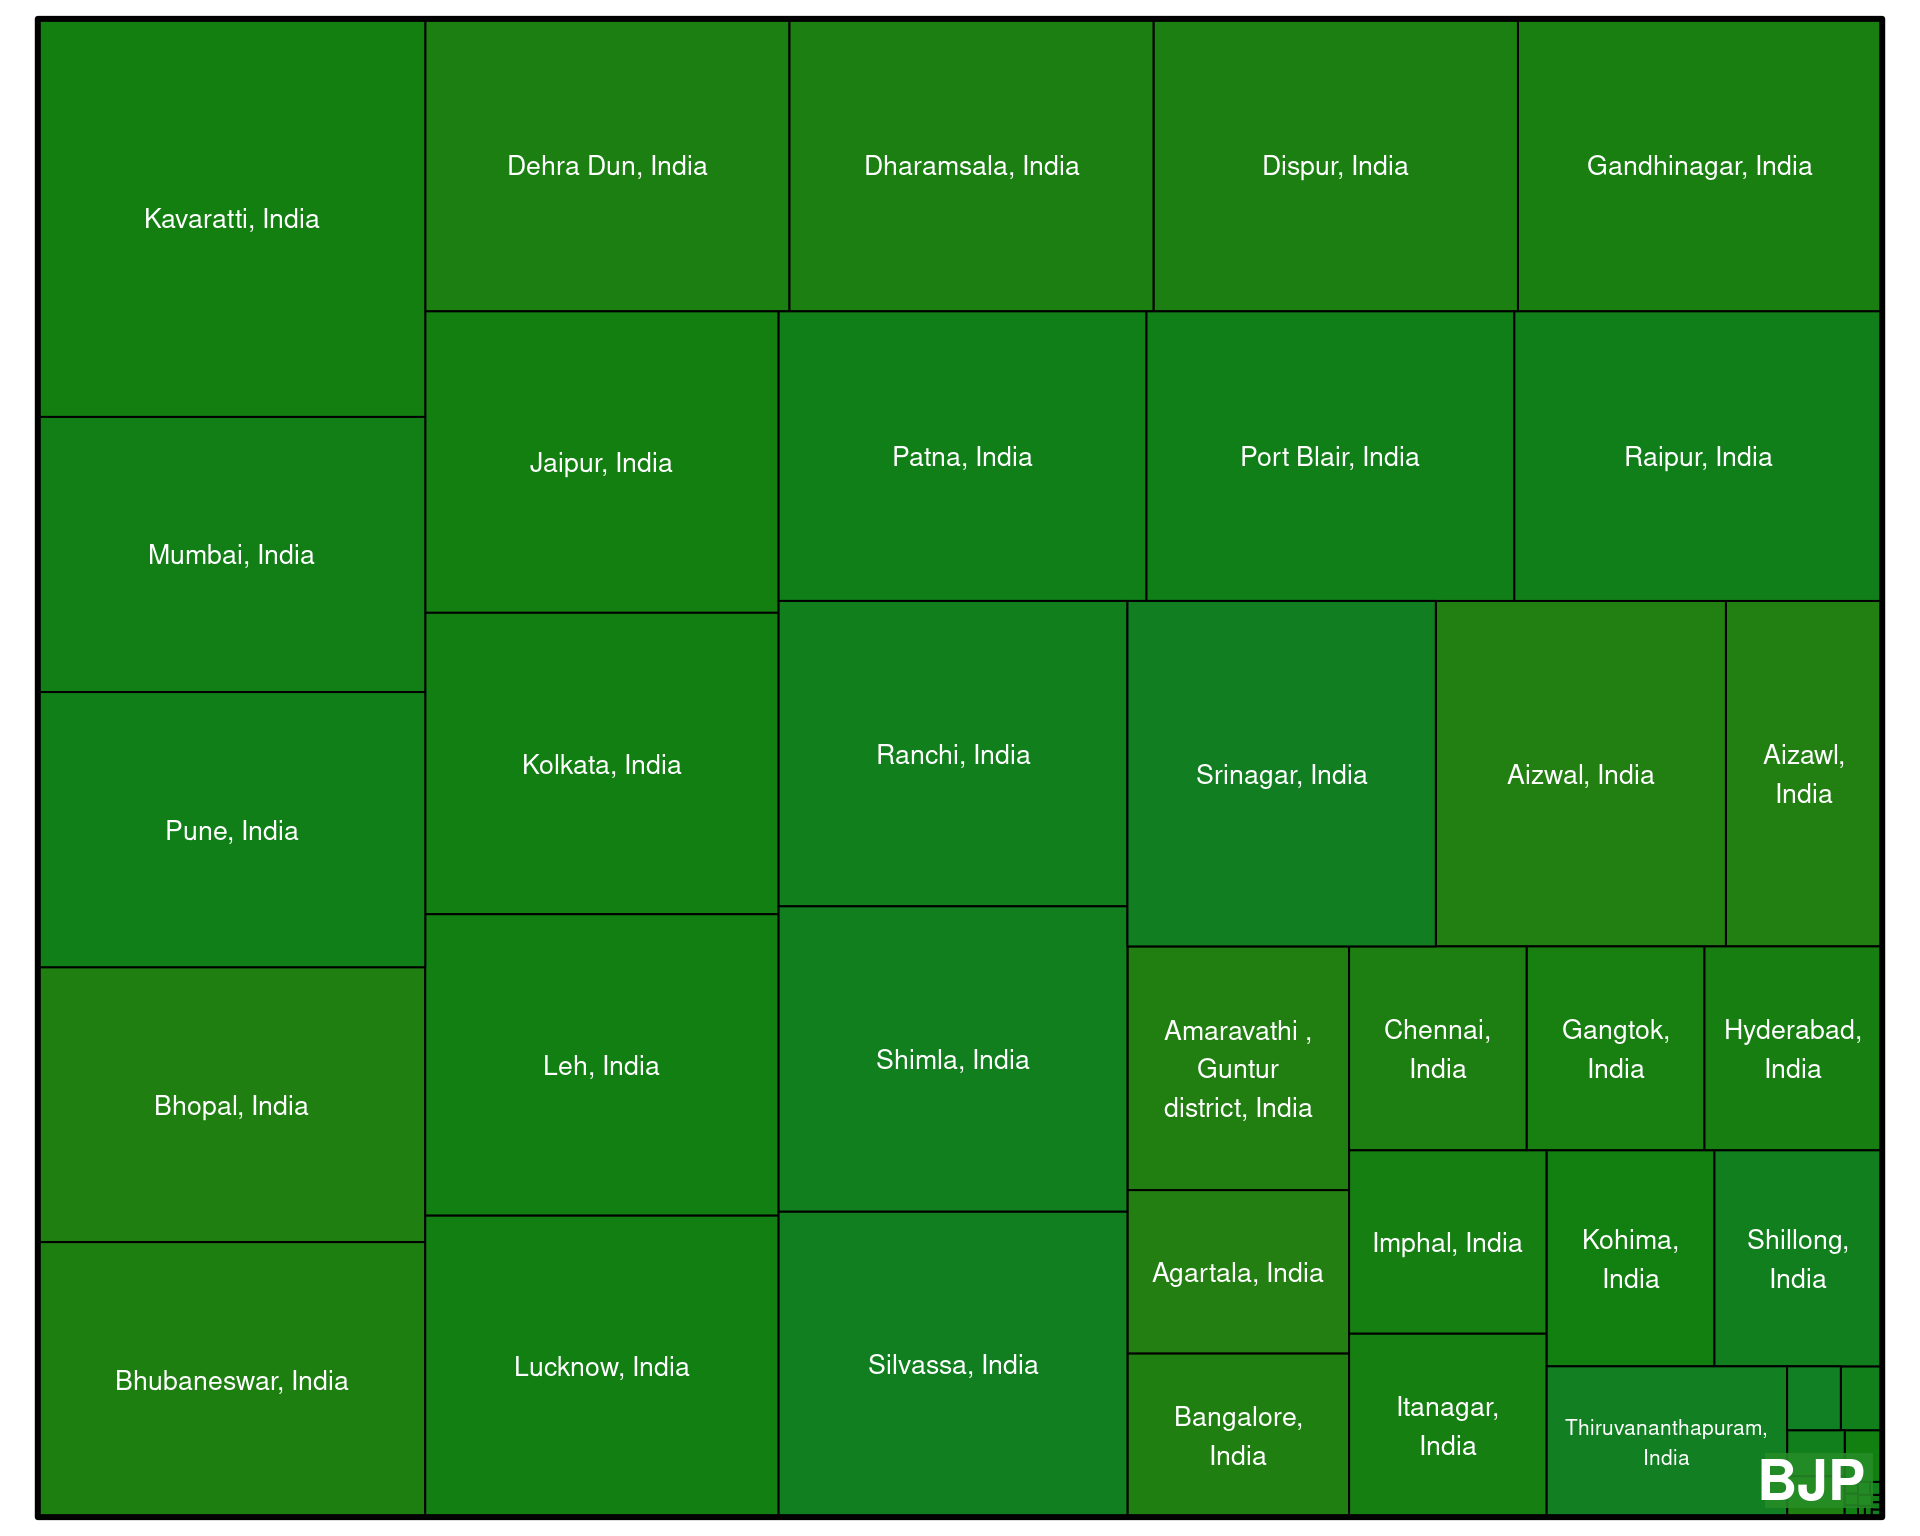 Kavaratti, India
Dehra Dun, India
Dharamsala, India
Dispur, India
Gandhinagar, India
Jaipur, India
Patna, India
Port Blair, India
Raipur, India
Mumbai, India
Kolkata, India
Ranchi, India
Srinagar, India
Aizwal, India
Aizawl,
India
Pune, India
Leh, India
Shimla, India
Amaravathi ,
Guntur
district, India
Chennai,
India
Gangtok,
India
Hyderabad,
India
Bhopal, India
Agartala, India
Imphal, India
Kohima,
India
Shillong,
India
Bhubaneswar, India
Lucknow, India
Silvassa, India
Bangalore,
India
Itanagar,
India
Thiruvananthapuram,
India
BJP